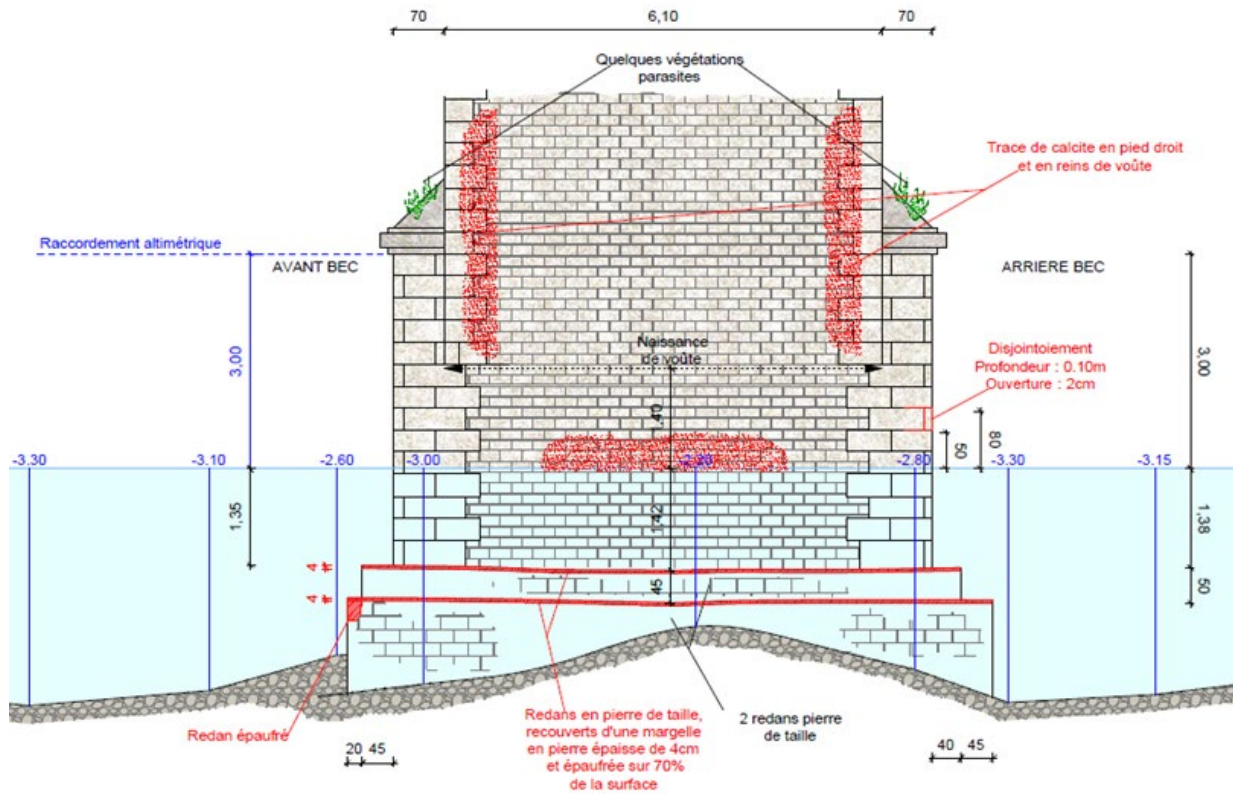 70
6,10
70
Quelques végétations
parasites
Trace de calcite en pied droit
et en reins de voûte
Raccordement altimétrique
AVANT BEC
ARRIERE BEC
3,00
Naissance
de voûte
3,00
Disjointoiement
Profondeur : 0.10m
Ouverture : 2cm
1,40
80
50
-3.30
-3.10
-2.60
-3.00
-2.20
-2.80
-3.30
-3.15
1,35
1,42
1,38
4
45
50
4
Redan épaufré
Redans en pierre de taille,
recouverts d'une margelle
en pierre épaisse de 4cm
et épaufrée sur 70%
de la surface
2 redans pierre
de taille
20
45
40
45